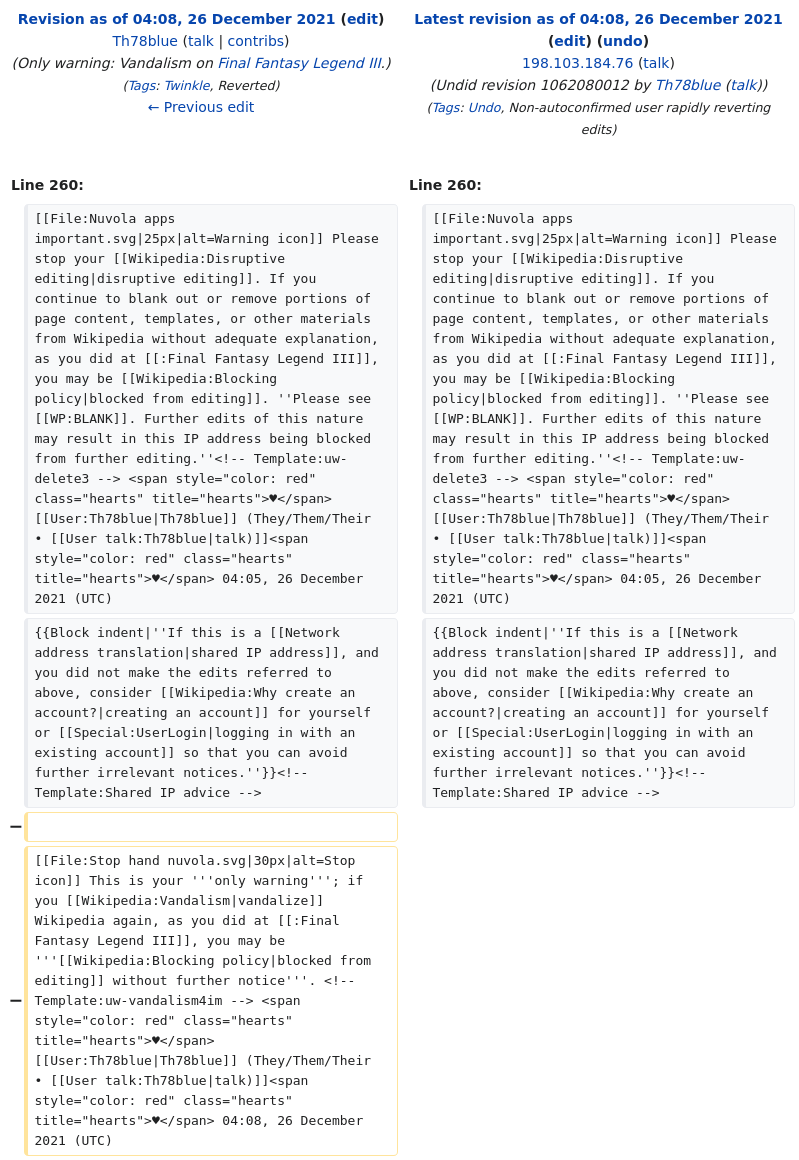 Revision as of 04:08, 26 December 2021 (edit)
Th78blue (talk | contribs)
(Only warning: Vandalism on Final Fantasy Legend III.)
(Tags: Twinkle, Reverted)
← Previous edit
Latest revision as of 04:08, 26 December 2021
(edit) (undo)
198.103.184.76 (talk)
(Undid revision 1062080012 by Th78blue (talk))
(Tags: Undo, Non-autoconfirmed user rapidly reverting
edits)
Line 260:
[[File:Nuvola apps
important.svg|25px|alt=Warning icon]] Please
stop your [[Wikipedia:Disruptive
editing|disruptive editing]]. If you
continue to blank out or remove portions of
page content, templates, or other materials
from Wikipedia without adequate explanation,
as you did at [[:Final Fantasy Legend III]],
you may be [[Wikipedia:Blocking
policy|blocked from editing]]. ''Please see
[[WP:BLANK]]. Further edits of this nature
may result in this IP address being blocked
from further editing.''<!-- Template:uw-
delete3 --> <span style="color: red"
class="hearts" title="hearts">♥</span>
[[User:Th78blue|Th78blue]] (They/Them/Their
• [[User talk:Th78blue|talk)]]<span
style="color: red" class="hearts"
title="hearts">♥</span> 04:05, 26 December
2021 (UTC)
{{Block indent|''If this is a [[Network
address translation|shared IP address]], and
you did not make the edits referred to
above, consider [[Wikipedia:Why create an
account?|creating an account]] for yourself
or [[Special:UserLogin|logging in with an
existing account]] so that you can avoid
further irrelevant notices.''}}<!--
Template:Shared IP advice -->
−
−
[[File:Stop hand nuvola.svg|30px|alt=Stop
icon]] This is your '''only warning'''; if
you [[Wikipedia:Vandalism|vandalize]]
Wikipedia again, as you did at [[:Final
Fantasy Legend III]], you may be
'''[[Wikipedia:Blocking policy|blocked from
editing]] without further notice'''. <!--
Template:uw-vandalism4im --> <span
style="color: red" class="hearts"
title="hearts">♥</span>
[[User:Th78blue|Th78blue]] (They/Them/Their
• [[User talk:Th78blue|talk)]]<span
style="color: red" class="hearts"
title="hearts">♥</span> 04:08, 26 December
2021 (UTC)
Line 260:
[[File:Nuvola apps
important.svg|25px|alt=Warning icon]] Please
stop your [[Wikipedia:Disruptive
editing|disruptive editing]]. If you
continue to blank out or remove portions of
page content, templates, or other materials
from Wikipedia without adequate explanation,
as you did at [[:Final Fantasy Legend III]],
you may be [[Wikipedia:Blocking
policy|blocked from editing]]. ''Please see
[[WP:BLANK]]. Further edits of this nature
may result in this IP address being blocked
from further editing.''<!-- Template:uw-
delete3 --> <span style="color: red"
class="hearts" title="hearts">♥</span>
[[User:Th78blue|Th78blue]] (They/Them/Their
• [[User talk:Th78blue|talk)]]<span
style="color: red" class="hearts"
title="hearts">♥</span> 04:05, 26 December
2021 (UTC)
{{Block indent|''If this is a [[Network
address translation|shared IP address]], and
you did not make the edits referred to
above, consider [[Wikipedia:Why create an
account?|creating an account]] for yourself
or [[Special:UserLogin|logging in with an
existing account]] so that you can avoid
further irrelevant notices.''}}<!--
Template:Shared IP advice -->